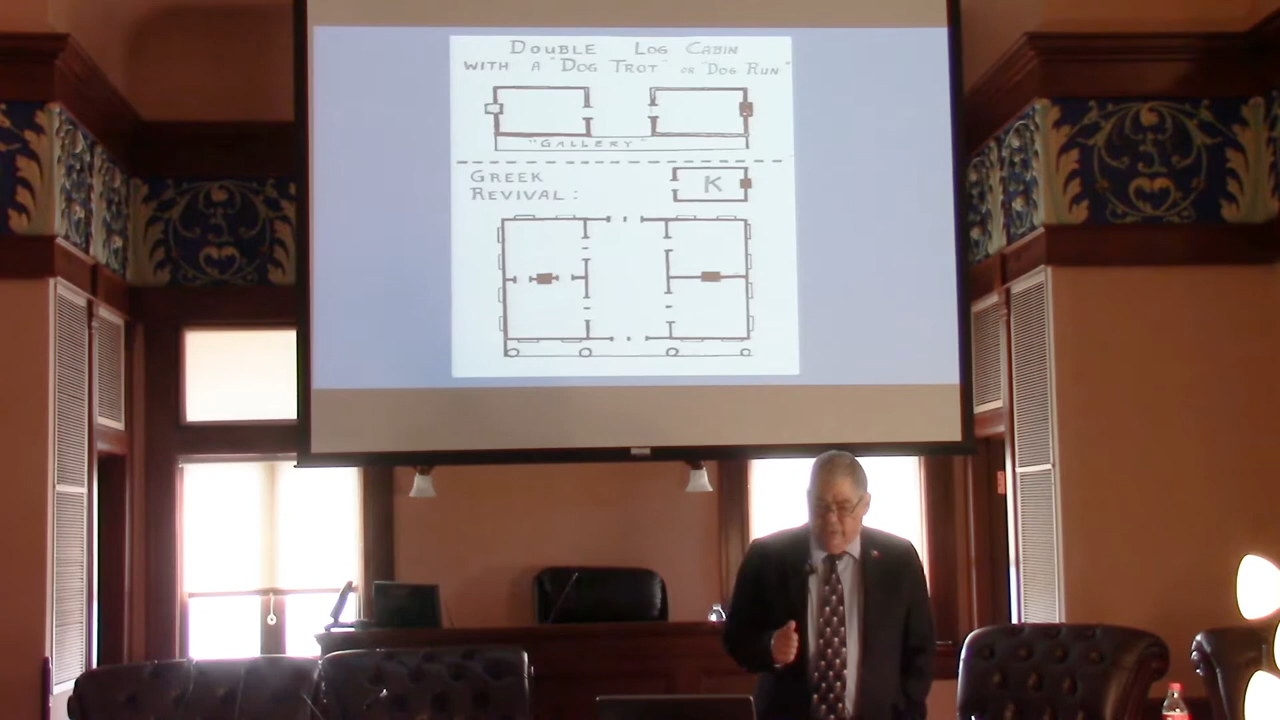 DOUBLE LOG CABIN
WITH A "DOG TROT" OR "DOG RUN"
"GALLERY"
GREEK
REVIVAL:
K